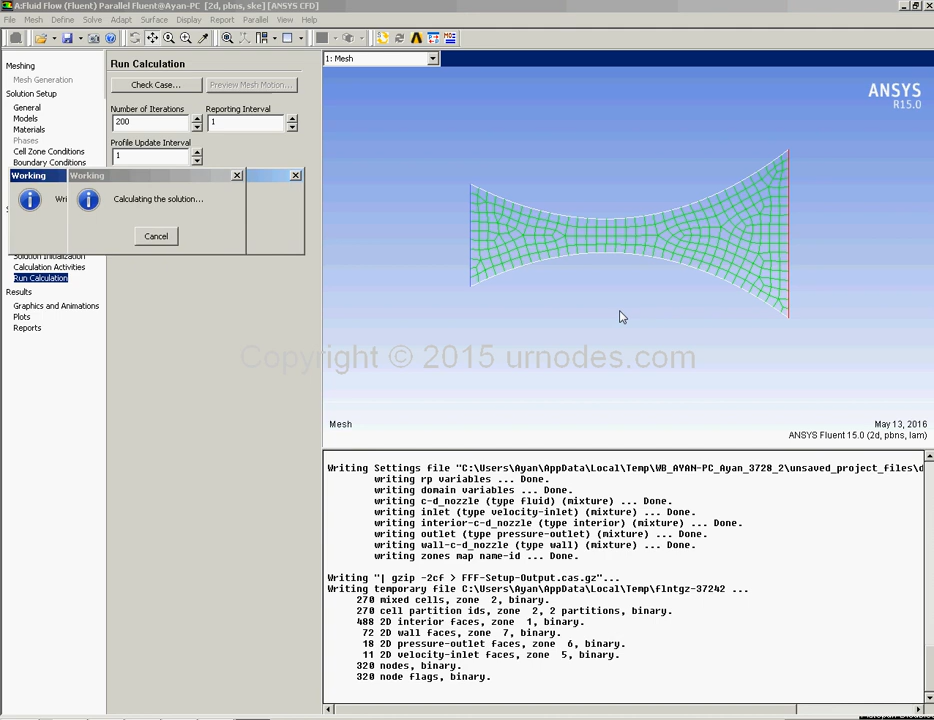 A:Fluid Flow (Fluent) Parallel Fluent@Ayan-PC [2d, pbns, ske] [ANSYS CFD]
File Mesh Define Solve Adapt Surface Display Report Parallel View Help
Meshing
Mesh Generation
Solution Setup
General
Models
Materials
Phases
Cell Zone Conditions
Boundary Conditions
Solution Initialization
Calculation Activities
Run Calculation
Results
Graphics and Animations
Plots
Reports
Run Calculation
Check Case...
Preview Mesh Motion...
Number of Iterations
Reporting Interval
200
1
Profile Update Interval
1
Working
Wri
Working
Calculating the solution...
Cancel
1: Mesh
ANSYS
R15.0
Copyright © 2015 urnodes.com
Mesh
May 13, 2016
ANSYS Fluent 15.0 (2d, pbns, lam)
Writing Settings file "C:\Users\Ayan\AppData\Local\Temp\WB_AYAN-PC_Ayan_3728_2\unsaved_project_files\d
writing rp variables ... Done.
writing domain variables ... Done.
writing c-d_nozzle (type fluid) (mixture) ... Done.
writing inlet (type velocity-inlet) (mixture) ... Done.
writing interior-c-d_nozzle (type interior) (mixture) ... Done.
writing outlet (type pressure-outlet) (mixture) ... Done.
writing wall-c-d_nozzle (type wall) (mixture) ... Done.
writing zones map name-id ... Done.
Writing "| gzip -2cf > FFF-Setup-Output.cas.gz"...
Writing temporary file C:\Users\Ayan\AppData\Local\Temp\flntgz-37242 ...
270 mixed cells, zone 2, binary.
270 cell partition ids, zone 2, 2 partitions, binary.
488 2D interior faces, zone 1, binary.
72 2D wall faces, zone 7, binary.
18 2D pressure-outlet faces, zone 6, binary.
11 2D velocity-inlet faces, zone 5, binary.
320 nodes, binary.
320 node flags, binary.